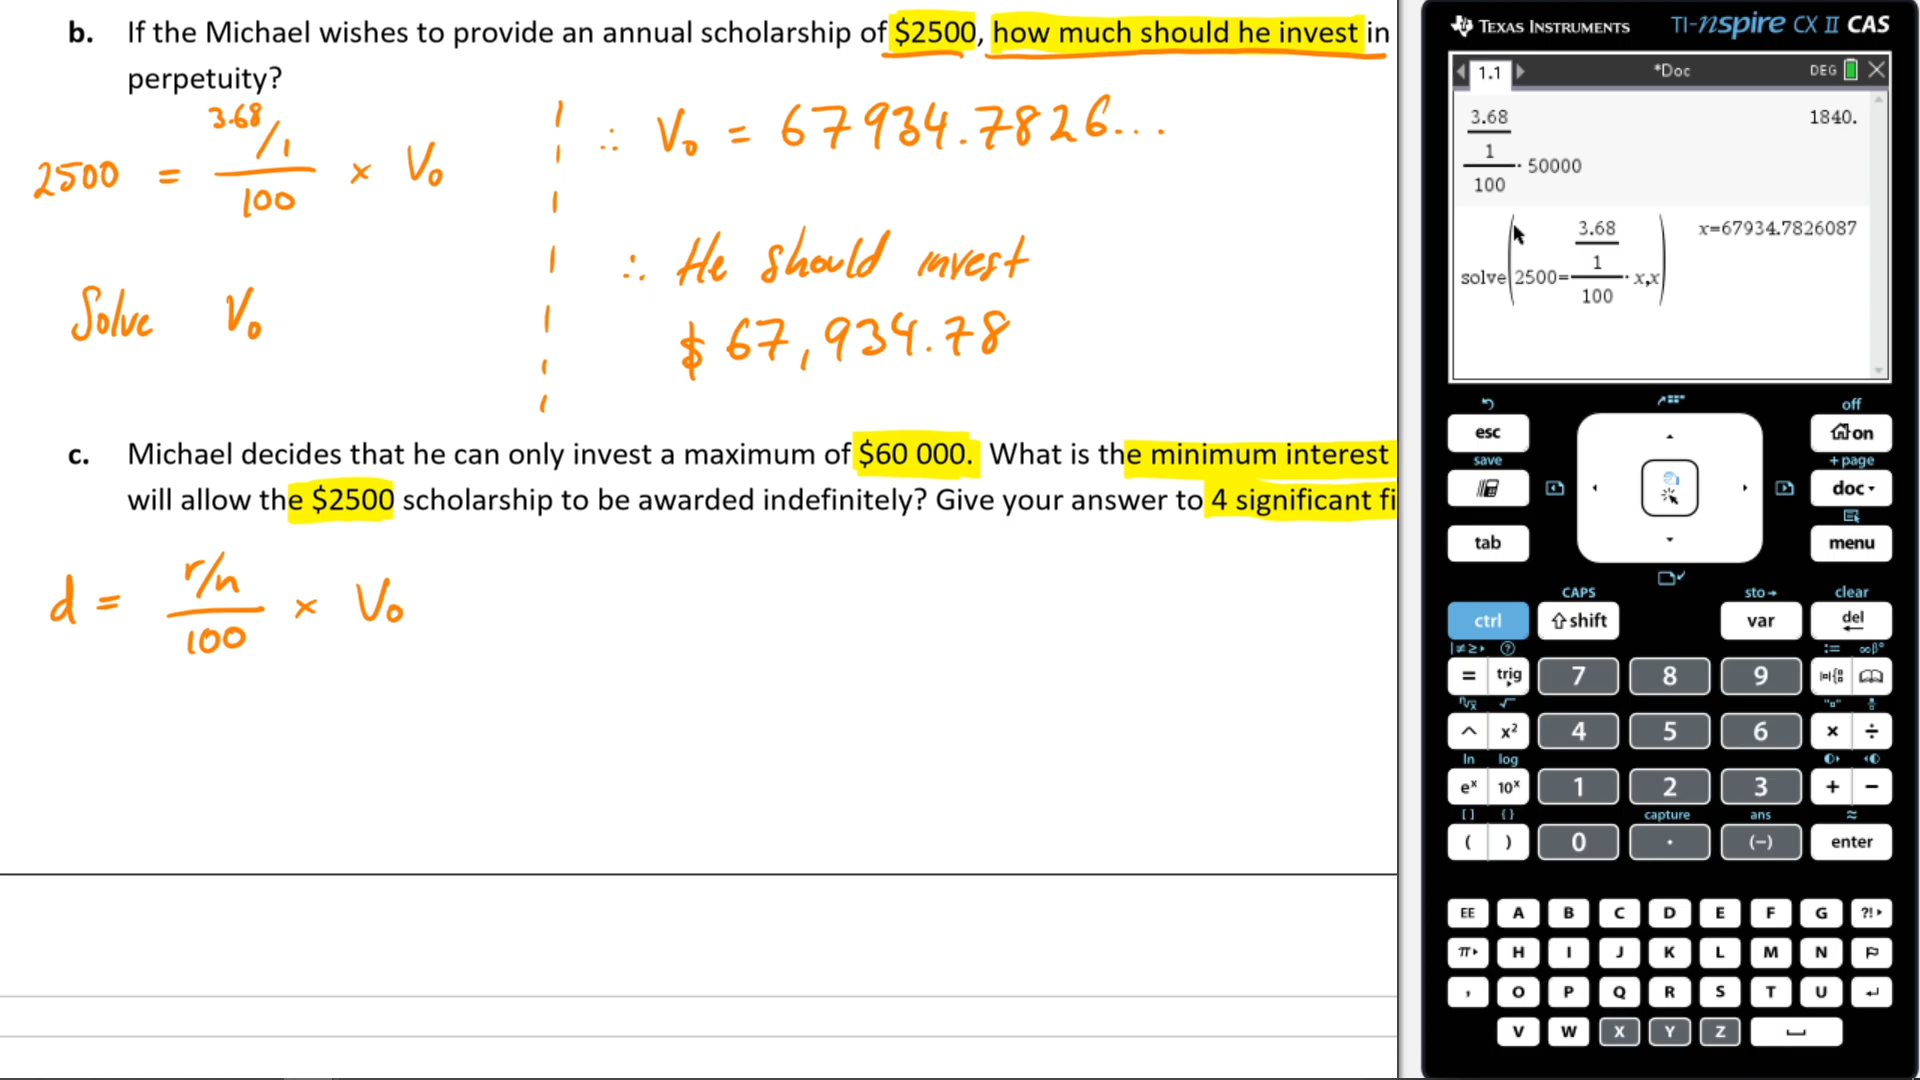 b. If the Michael wishes to provide an annual scholarship of $2500, how much should he invest in
perpetuity?
2500 = 3.68/1 / 100 × V₀
Solve V₀
∴ V₀ = 67934.7826...
∴ He should invest
$ 67,934.78
c. Michael decides that he can only invest a maximum of $60 000. What is the minimum interest
will allow the $2500 scholarship to be awarded indefinitely? Give your answer to 4 significant fi
d = r/n / 100 × V₀
TEXAS INSTRUMENTS TI-nspire CX II CAS
1.1 *Doc DEG
3.68
1
100
· 50000
1840.
solve(2500= 3.68 / 1 / 100 · x,x)
x=67934.7826087
off
esc on
save +page
doc
tab menu
CAPS sto→ clear
ctrl shift var del
|≠≥▸ ? := ∞β°
= trig 7 8 9
ⁿ√x √
^ x² 4 5 6 × ÷
ln log
eˣ 10ˣ 1 2 3 + −
[ ] { } capture ans ≈
( ) 0 . (−) enter
EE A B C D E F G ?!▸
π▸ H I J K L M N
, O P Q R S T U
V W X Y Z